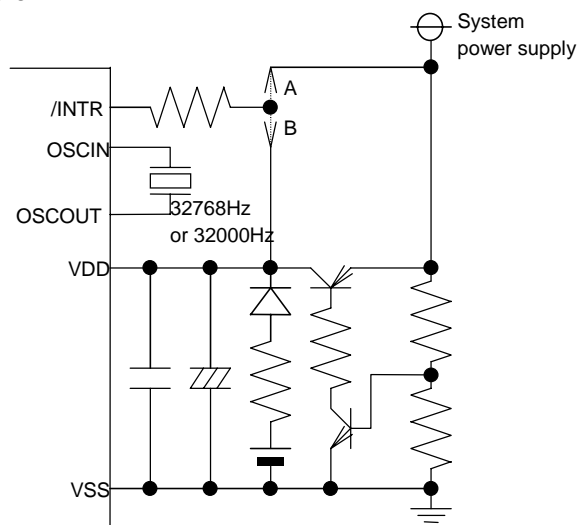 System
power supply
A
/INTR
B
OSCIN
OSCOUT
32768Hz
or 32000Hz
VDD
VSS